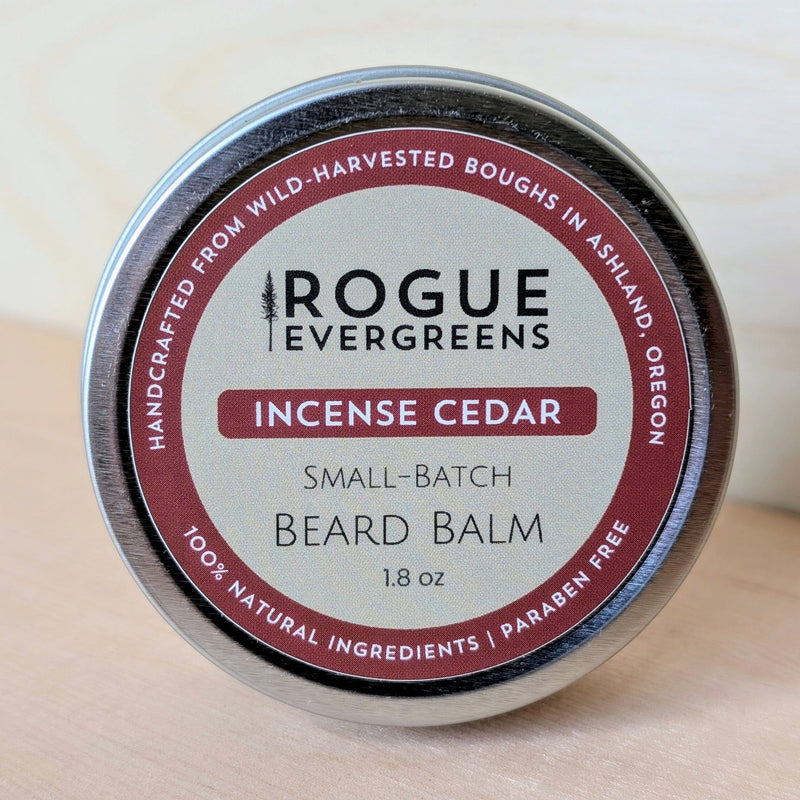 HANDCRAFTED FROM WILD-HARVESTED BOUGHS IN ASHLAND, OREGON
ROGUE
EVERGREENS
INCENSE CEDAR
SMALL-BATCH
BEARD BALM
1.8 oz
100% NATURAL INGREDIENTS | PARABEN FREE